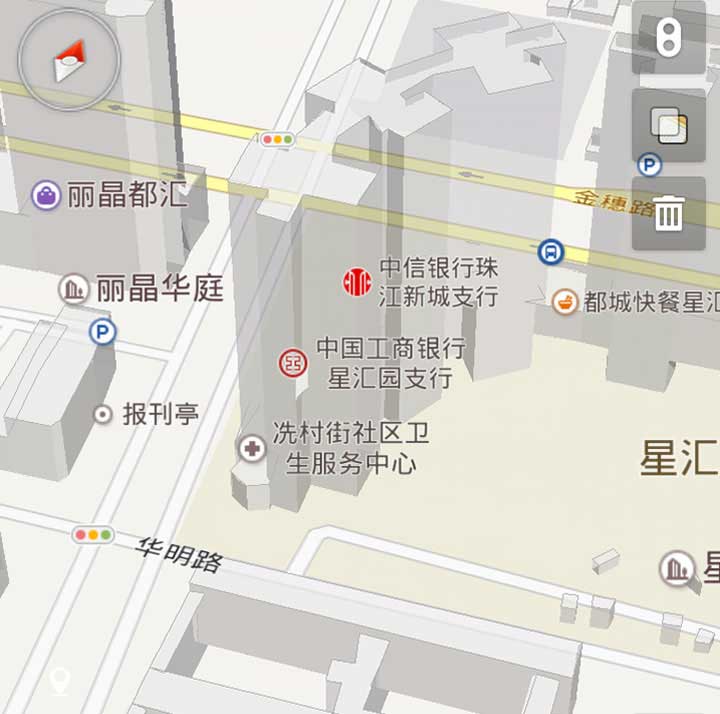 P
丽晶都汇
金穗路
中信银行珠
江新城支行
丽晶华庭
都城快餐星汇
P
中国工商银行
星汇园支行
报刊亭
冼村街社区卫
生服务中心
星汇
华明路
星